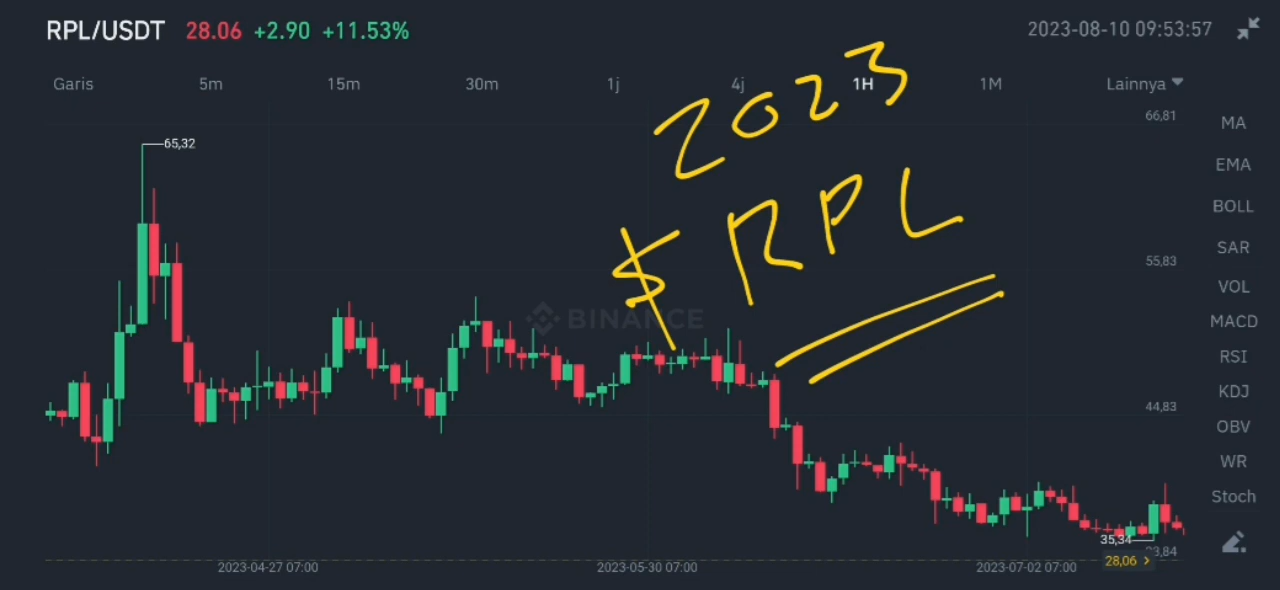 RPL/USDT 28.06 +2.90 +11.53% 2023-08-10 09:53:57
Garis 5m 15m 30m 1j 4j 1H 1M Lainnya
2023
$RPL
66,81
65,32
55,83
44,83
35,34
33,84
28,06 >
BINANCE
MA
EMA
BOLL
SAR
VOL
MACD
RSI
KDJ
OBV
WR
Stoch
2023-04-27 07:00 2023-05-30 07:00 2023-07-02 07:00